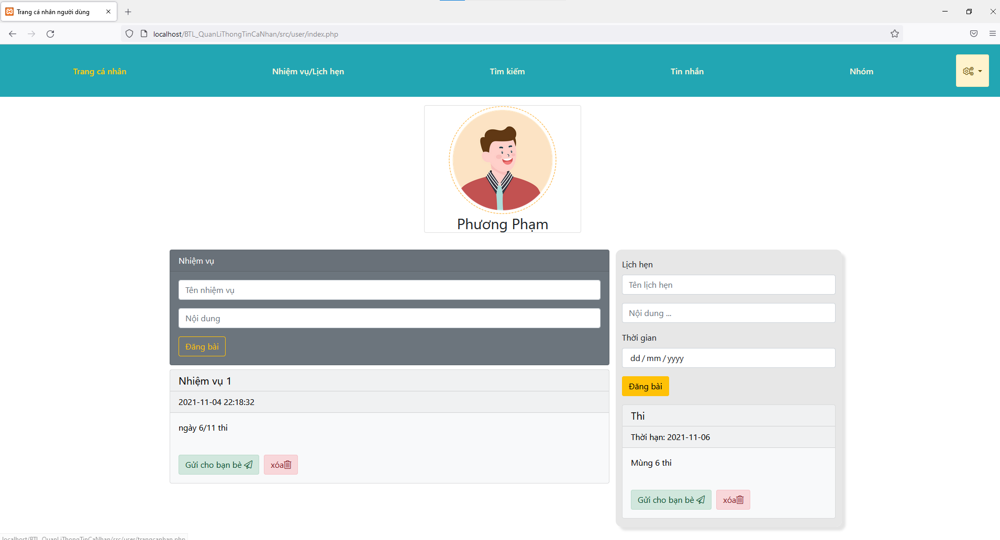 Trang cá nhân người dùng
localhost/BTL_QuanLiThongTinCaNhan/src/user/index.php
Trang cá nhân
Nhiệm vụ/Lịch hẹn
Tìm kiếm
Tin nhắn
Nhóm
Phương Phạm
Nhiệm vụ
Tên nhiệm vụ
Nội dung
Đăng bài
Nhiệm vụ 1
2021-11-04 22:18:32
ngày 6/11 thi
Gửi cho bạn bè
xóa
Lịch hẹn
Tên lịch hẹn
Nội dung ...
Thời gian
dd / mm / yyyy
Đăng bài
Thi
Thời hạn: 2021-11-06
Mùng 6 thi
Gửi cho bạn bè
xóa
localhost/BTL_QuanLiThongTinCaNhan/src/user/trangcanhan.php